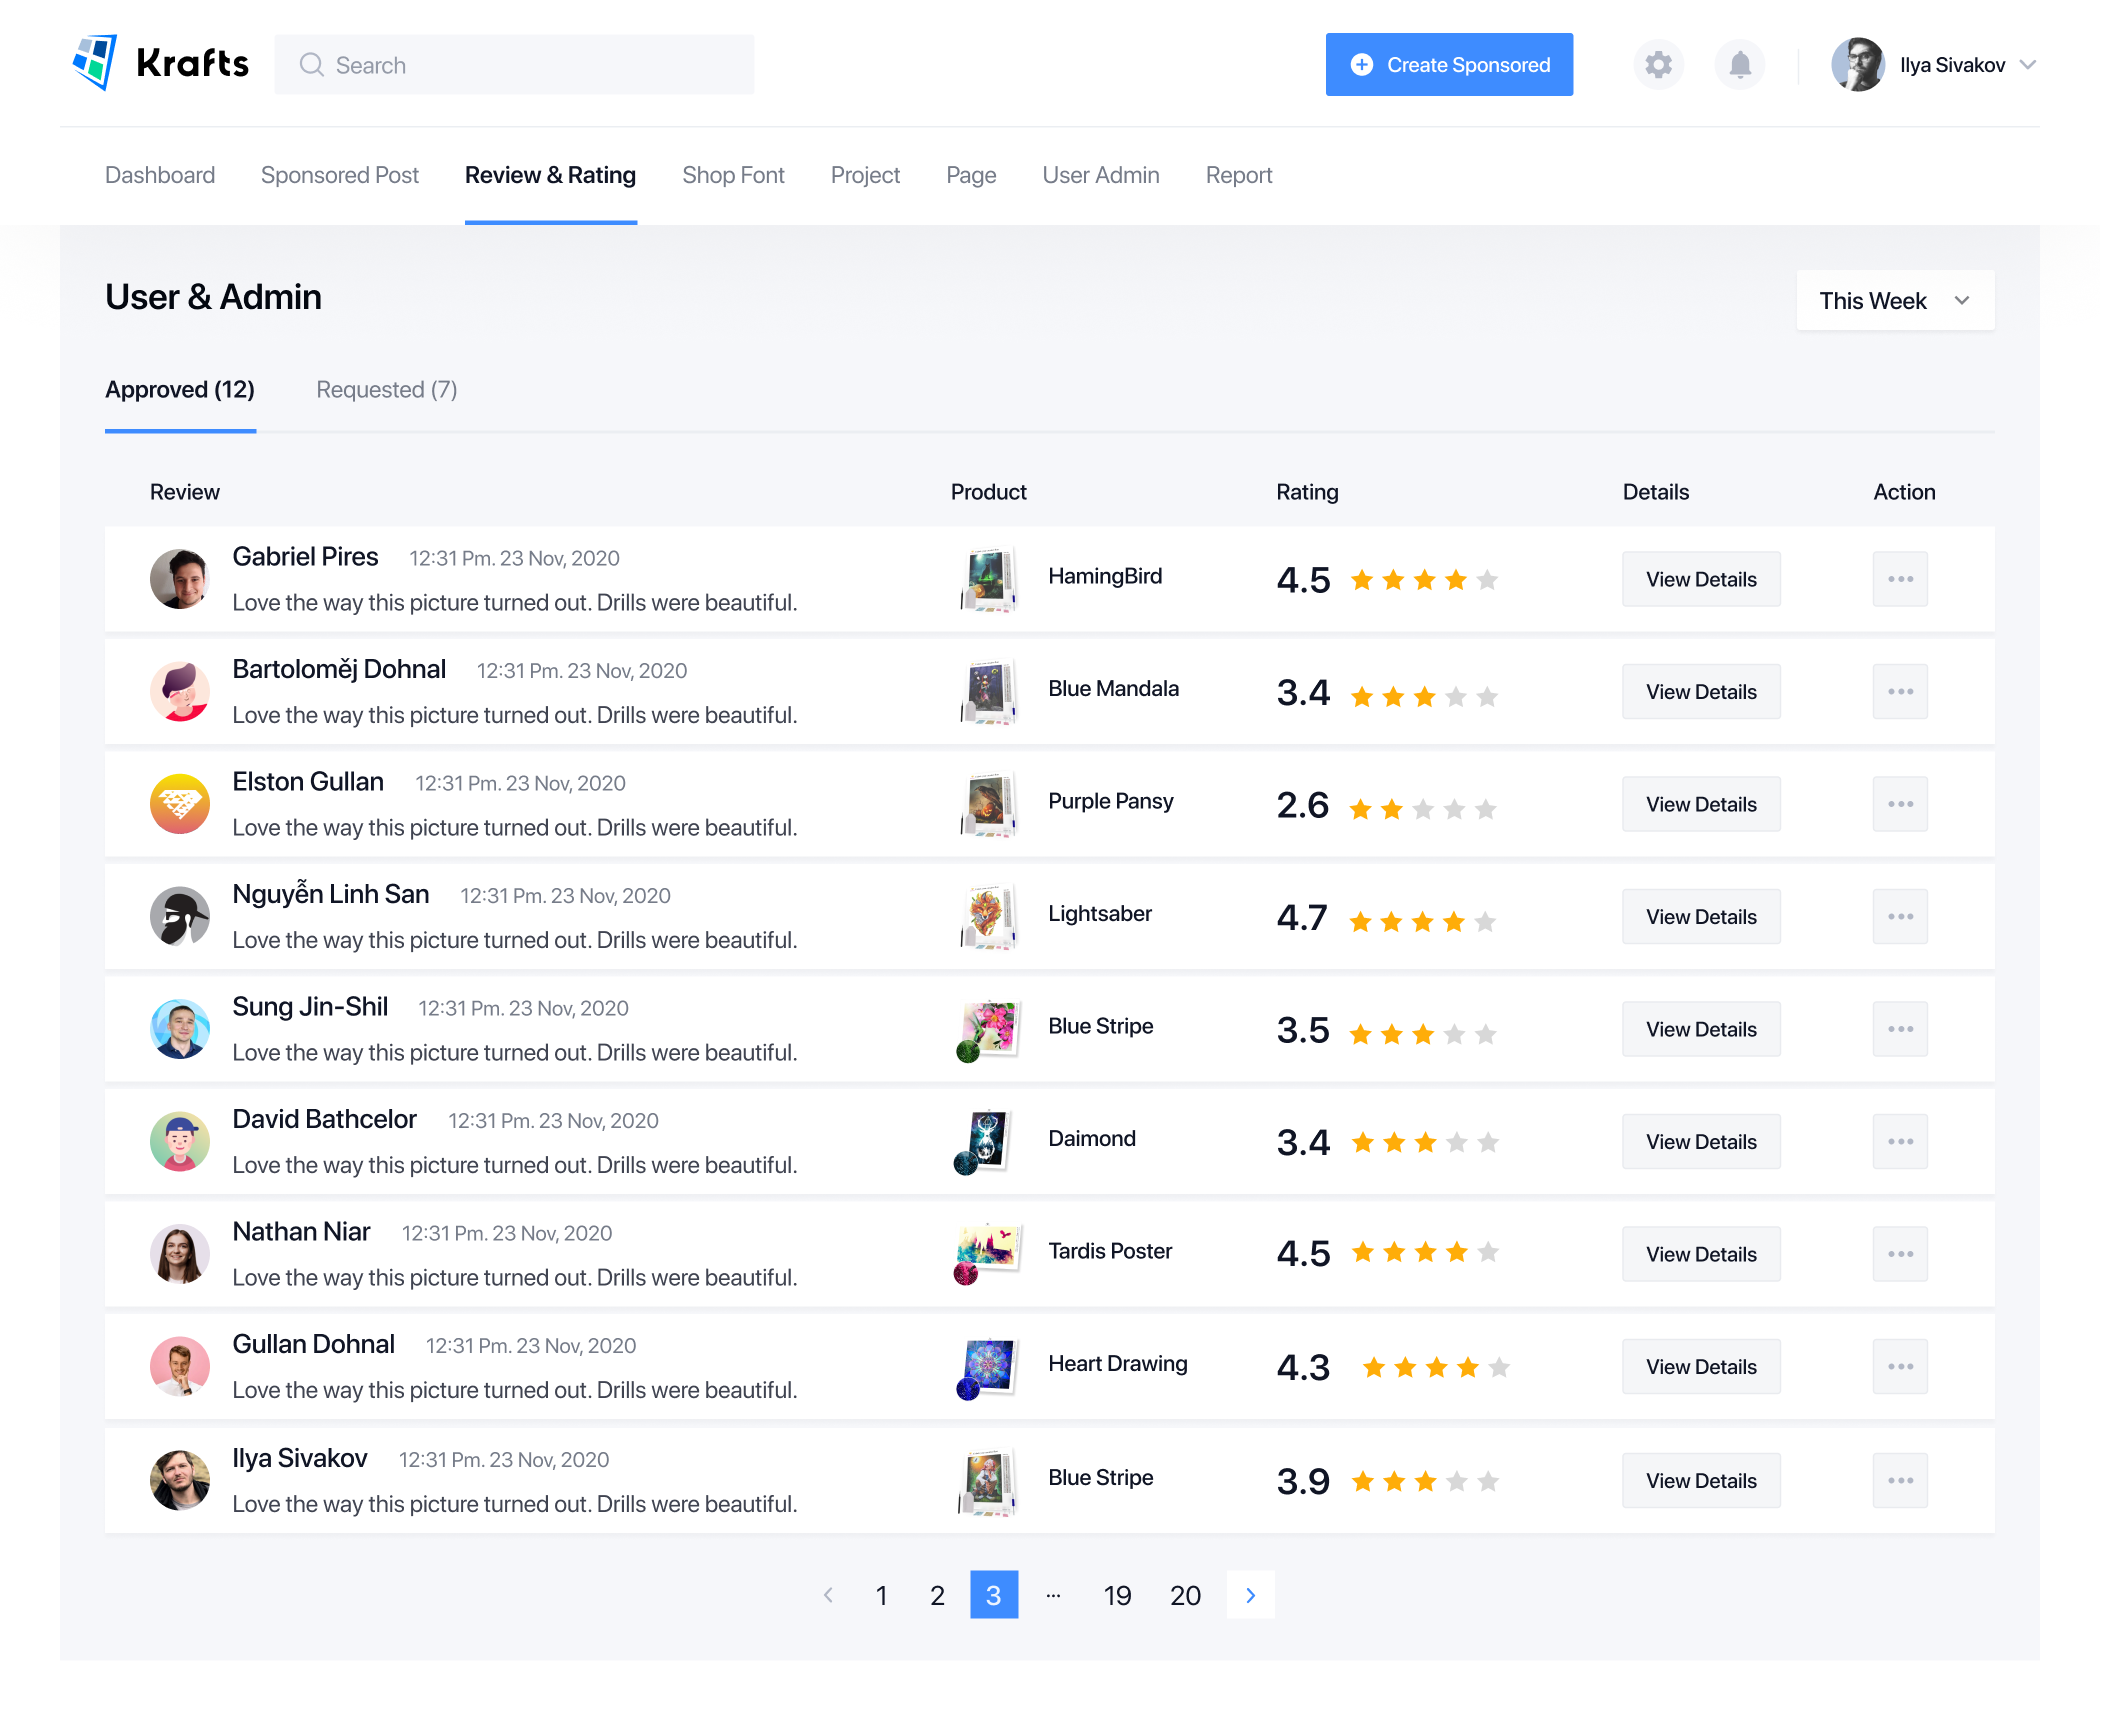 Krafts
Search
Create Sponsored
Ilya Sivakov
Dashboard Sponsored Post Review & Rating Shop Font Project Page User Admin Report
User & Admin
This Week
Approved (12) Requested (7)
Review Product Rating Details Action
Gabriel Pires 12:31 Pm. 23 Nov, 2020
Love the way this picture turned out. Drills were beautiful.
HamingBird
4.5
View Details
Bartoloměj Dohnal 12:31 Pm. 23 Nov, 2020
Love the way this picture turned out. Drills were beautiful.
Blue Mandala
3.4
View Details
Elston Gullan 12:31 Pm. 23 Nov, 2020
Love the way this picture turned out. Drills were beautiful.
Purple Pansy
2.6
View Details
Nguyễn Linh San 12:31 Pm. 23 Nov, 2020
Love the way this picture turned out. Drills were beautiful.
Lightsaber
4.7
View Details
Sung Jin-Shil 12:31 Pm. 23 Nov, 2020
Love the way this picture turned out. Drills were beautiful.
Blue Stripe
3.5
View Details
David Bathcelor 12:31 Pm. 23 Nov, 2020
Love the way this picture turned out. Drills were beautiful.
Daimond
3.4
View Details
Nathan Niar 12:31 Pm. 23 Nov, 2020
Love the way this picture turned out. Drills were beautiful.
Tardis Poster
4.5
View Details
Gullan Dohnal 12:31 Pm. 23 Nov, 2020
Love the way this picture turned out. Drills were beautiful.
Heart Drawing
4.3
View Details
Ilya Sivakov 12:31 Pm. 23 Nov, 2020
Love the way this picture turned out. Drills were beautiful.
Blue Stripe
3.9
View Details
1 2 3 ... 19 20